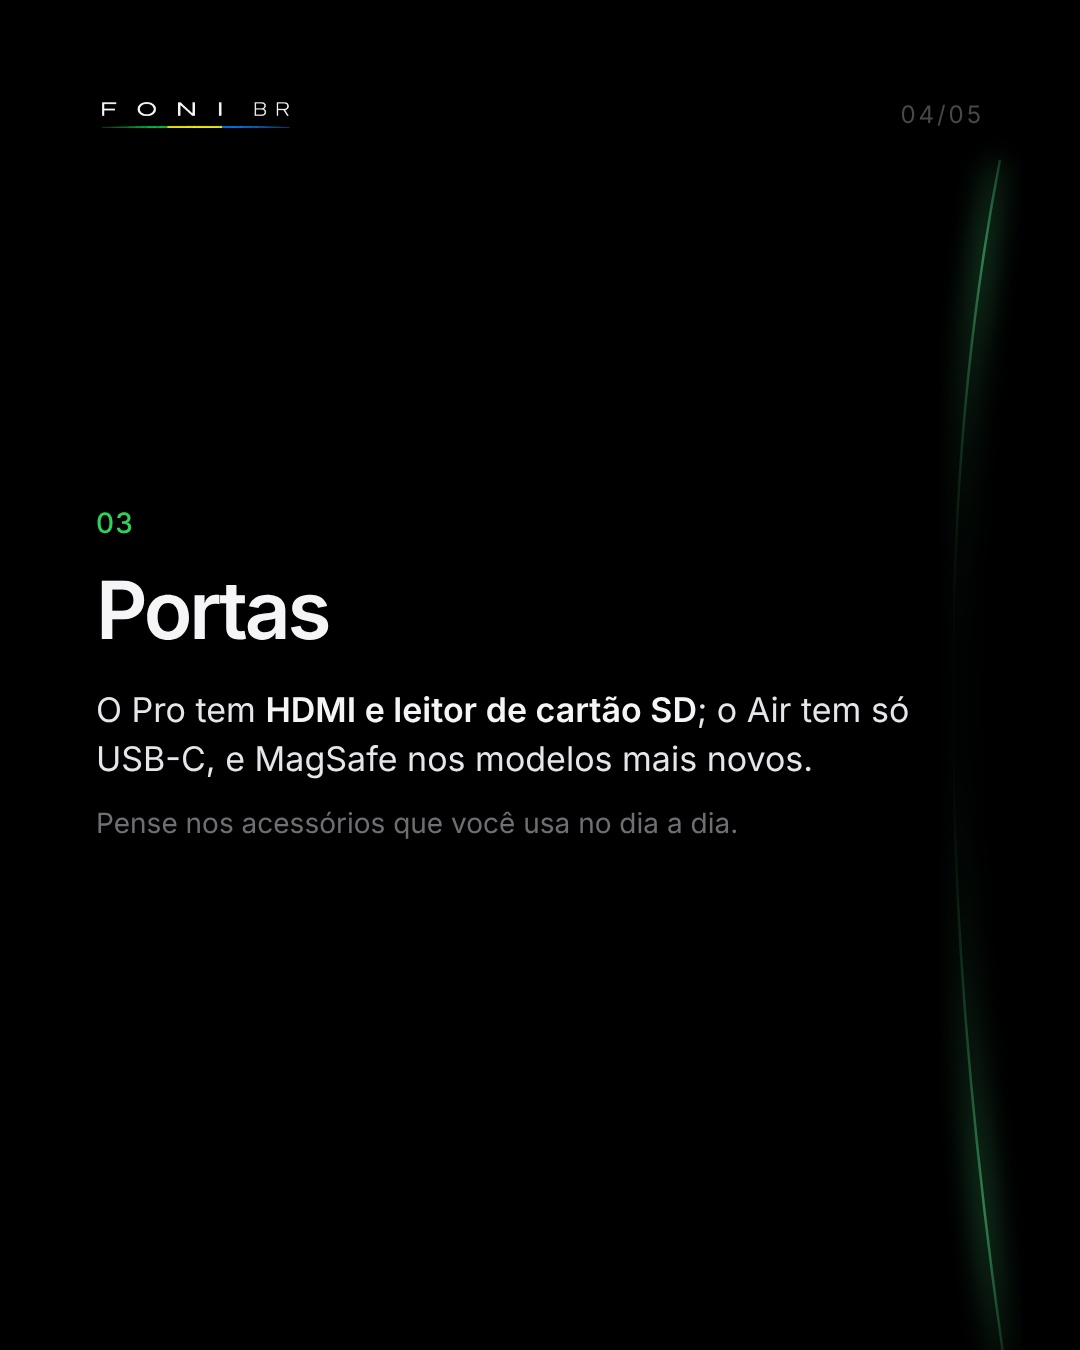 FONI BR
04/05
03
Portas
O Pro tem HDMI e leitor de cartão SD; o Air tem só
USB-C, e MagSafe nos modelos mais novos.
Pense nos acessórios que você usa no dia a dia.